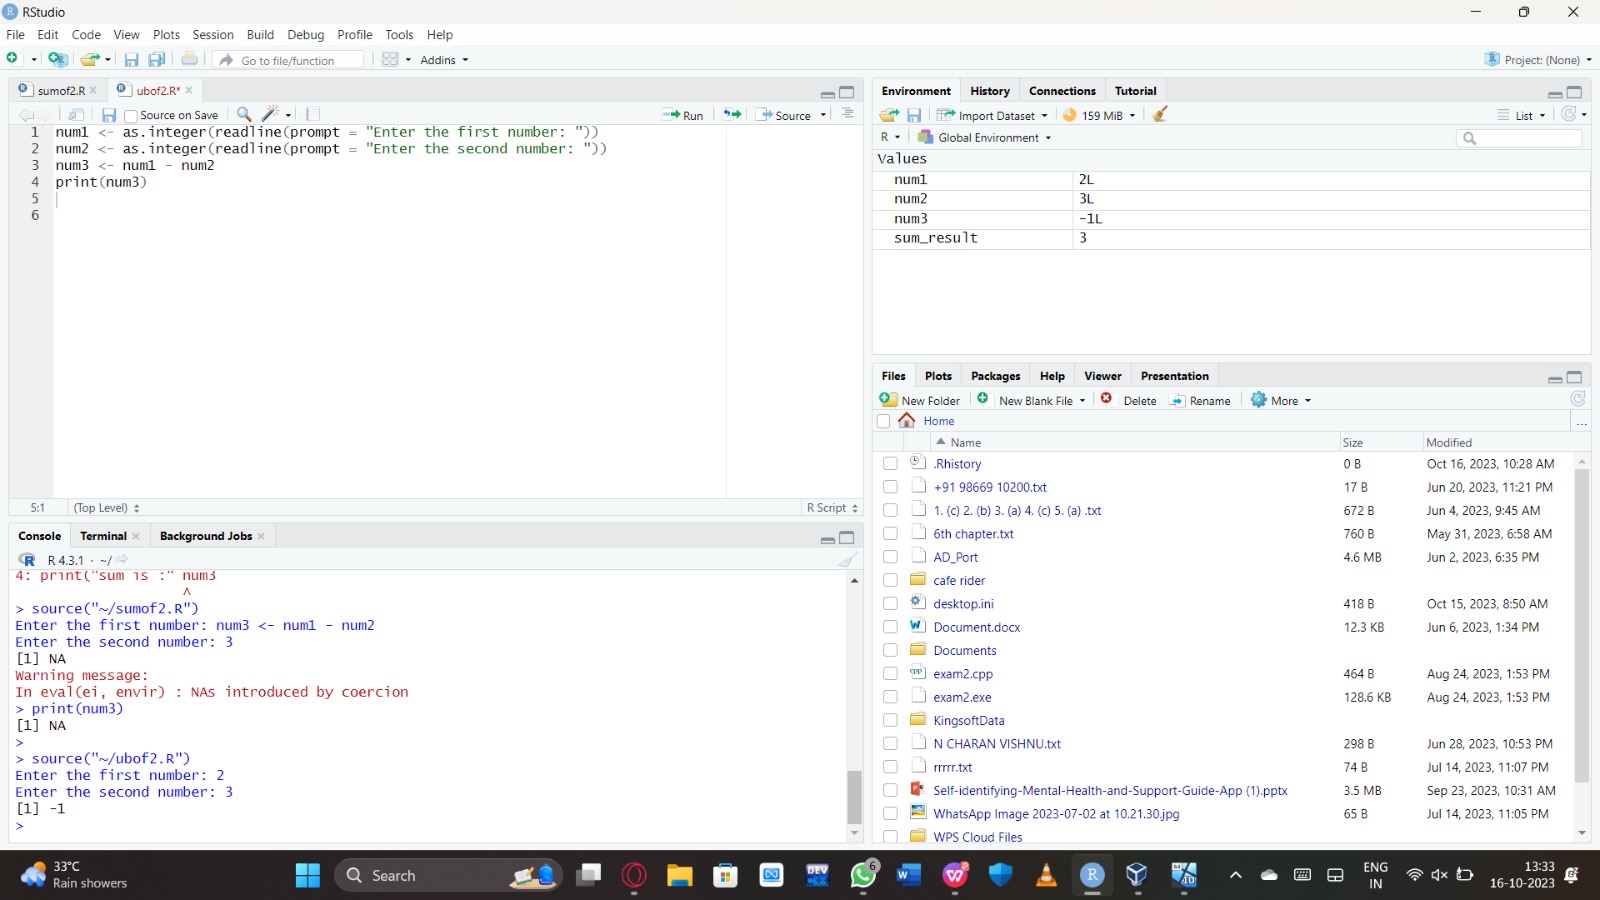 RStudio
File Edit Code View Plots Session Build Debug Profile Tools Help
Go to file/function Addins Project: (None)
sumof2.R ubof2.R*
Source on Save Run Source
1 num1 <- as.integer(readline(prompt = "Enter the first number: "))
2 num2 <- as.integer(readline(prompt = "Enter the second number: "))
3 num3 <- num1 - num2
4 print(num3)
5
6
5:1 (Top Level) R Script
Console Terminal Background Jobs
R 4.3.1 · ~/
4: print("sum is :" num3
^
> source("~/sumof2.R")
Enter the first number: num3 <- num1 - num2
Enter the second number: 3
[1] NA
Warning message:
In eval(ei, envir) : NAs introduced by coercion
> print(num3)
[1] NA
>
> source("~/ubof2.R")
Enter the first number: 2
Enter the second number: 3
[1] -1
>
Environment History Connections Tutorial
Import Dataset 159 MiB List
R Global Environment
Values
num1 2L
num2 3L
num3 -1L
sum_result 3
Files Plots Packages Help Viewer Presentation
New Folder New Blank File Delete Rename More
Home ...
Name Size Modified
.Rhistory 0 B Oct 16, 2023, 10:28 AM
+91 98669 10200.txt 17 B Jun 20, 2023, 11:21 PM
1. (c) 2. (b) 3. (a) 4. (c) 5. (a) .txt 672 B Jun 4, 2023, 9:45 AM
6th chapter.txt 760 B May 31, 2023, 6:58 AM
AD_Port 4.6 MB Jun 2, 2023, 6:35 PM
cafe rider
desktop.ini 418 B Oct 15, 2023, 8:50 AM
Document.docx 12.3 KB Jun 6, 2023, 1:34 PM
Documents
exam2.cpp 464 B Aug 24, 2023, 1:53 PM
exam2.exe 128.6 KB Aug 24, 2023, 1:53 PM
KingsoftData
N CHARAN VISHNU.txt 298 B Jun 28, 2023, 10:53 PM
rrrrr.txt 74 B Jul 14, 2023, 11:07 PM
Self-identifying-Mental-Health-and-Support-Guide-App (1).pptx 3.5 MB Sep 23, 2023, 10:31 AM
WhatsApp Image 2023-07-02 at 10.21.30.jpg 65 B Jul 14, 2023, 11:05 PM
WPS Cloud Files
33°C
Rain showers
Search
DEV
6
ENG
IN
13:33
16-10-2023